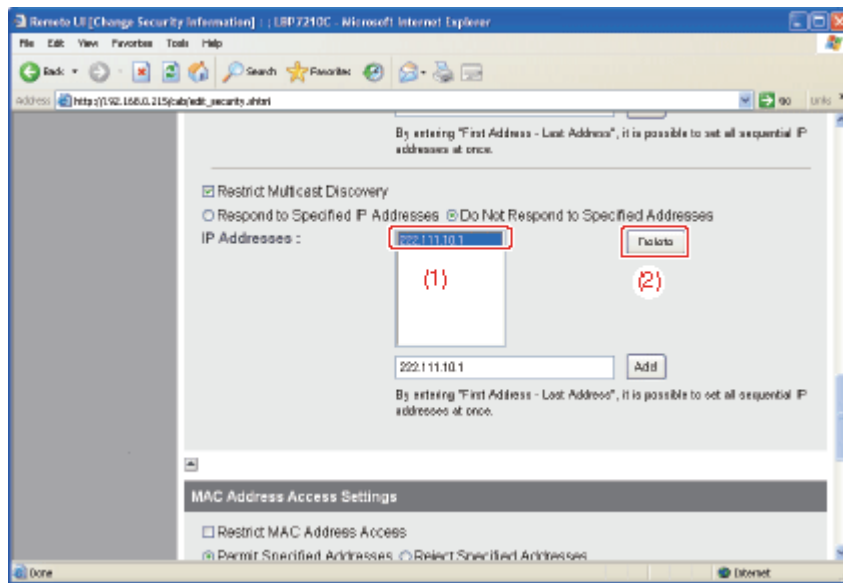 Remote UI [Change Security Information] : ; LBP7210C - Microsoft Internet Explorer
File Edit View Favorites Tools Help
Back Search Favorites
Address http://192.168.0.215/cab/edit_security.shtml Go Links
By entering "First Address - Last Address", it is possible to set all sequential IP
addresses at once.
Restrict Multicast Discovery
Respond to Specified IP Addresses Do Not Respond to Specified Addresses
IP Addresses :
222.111.10.1
Delete
(1)
(2)
222.111.10.1
Add
By entering "First Address - Last Address", it is possible to set all sequential IP
addresses at once.
MAC Address Access Settings
Restrict MAC Address Access
Permit Specified Addresses Reject Specified Addresses
Done Internet